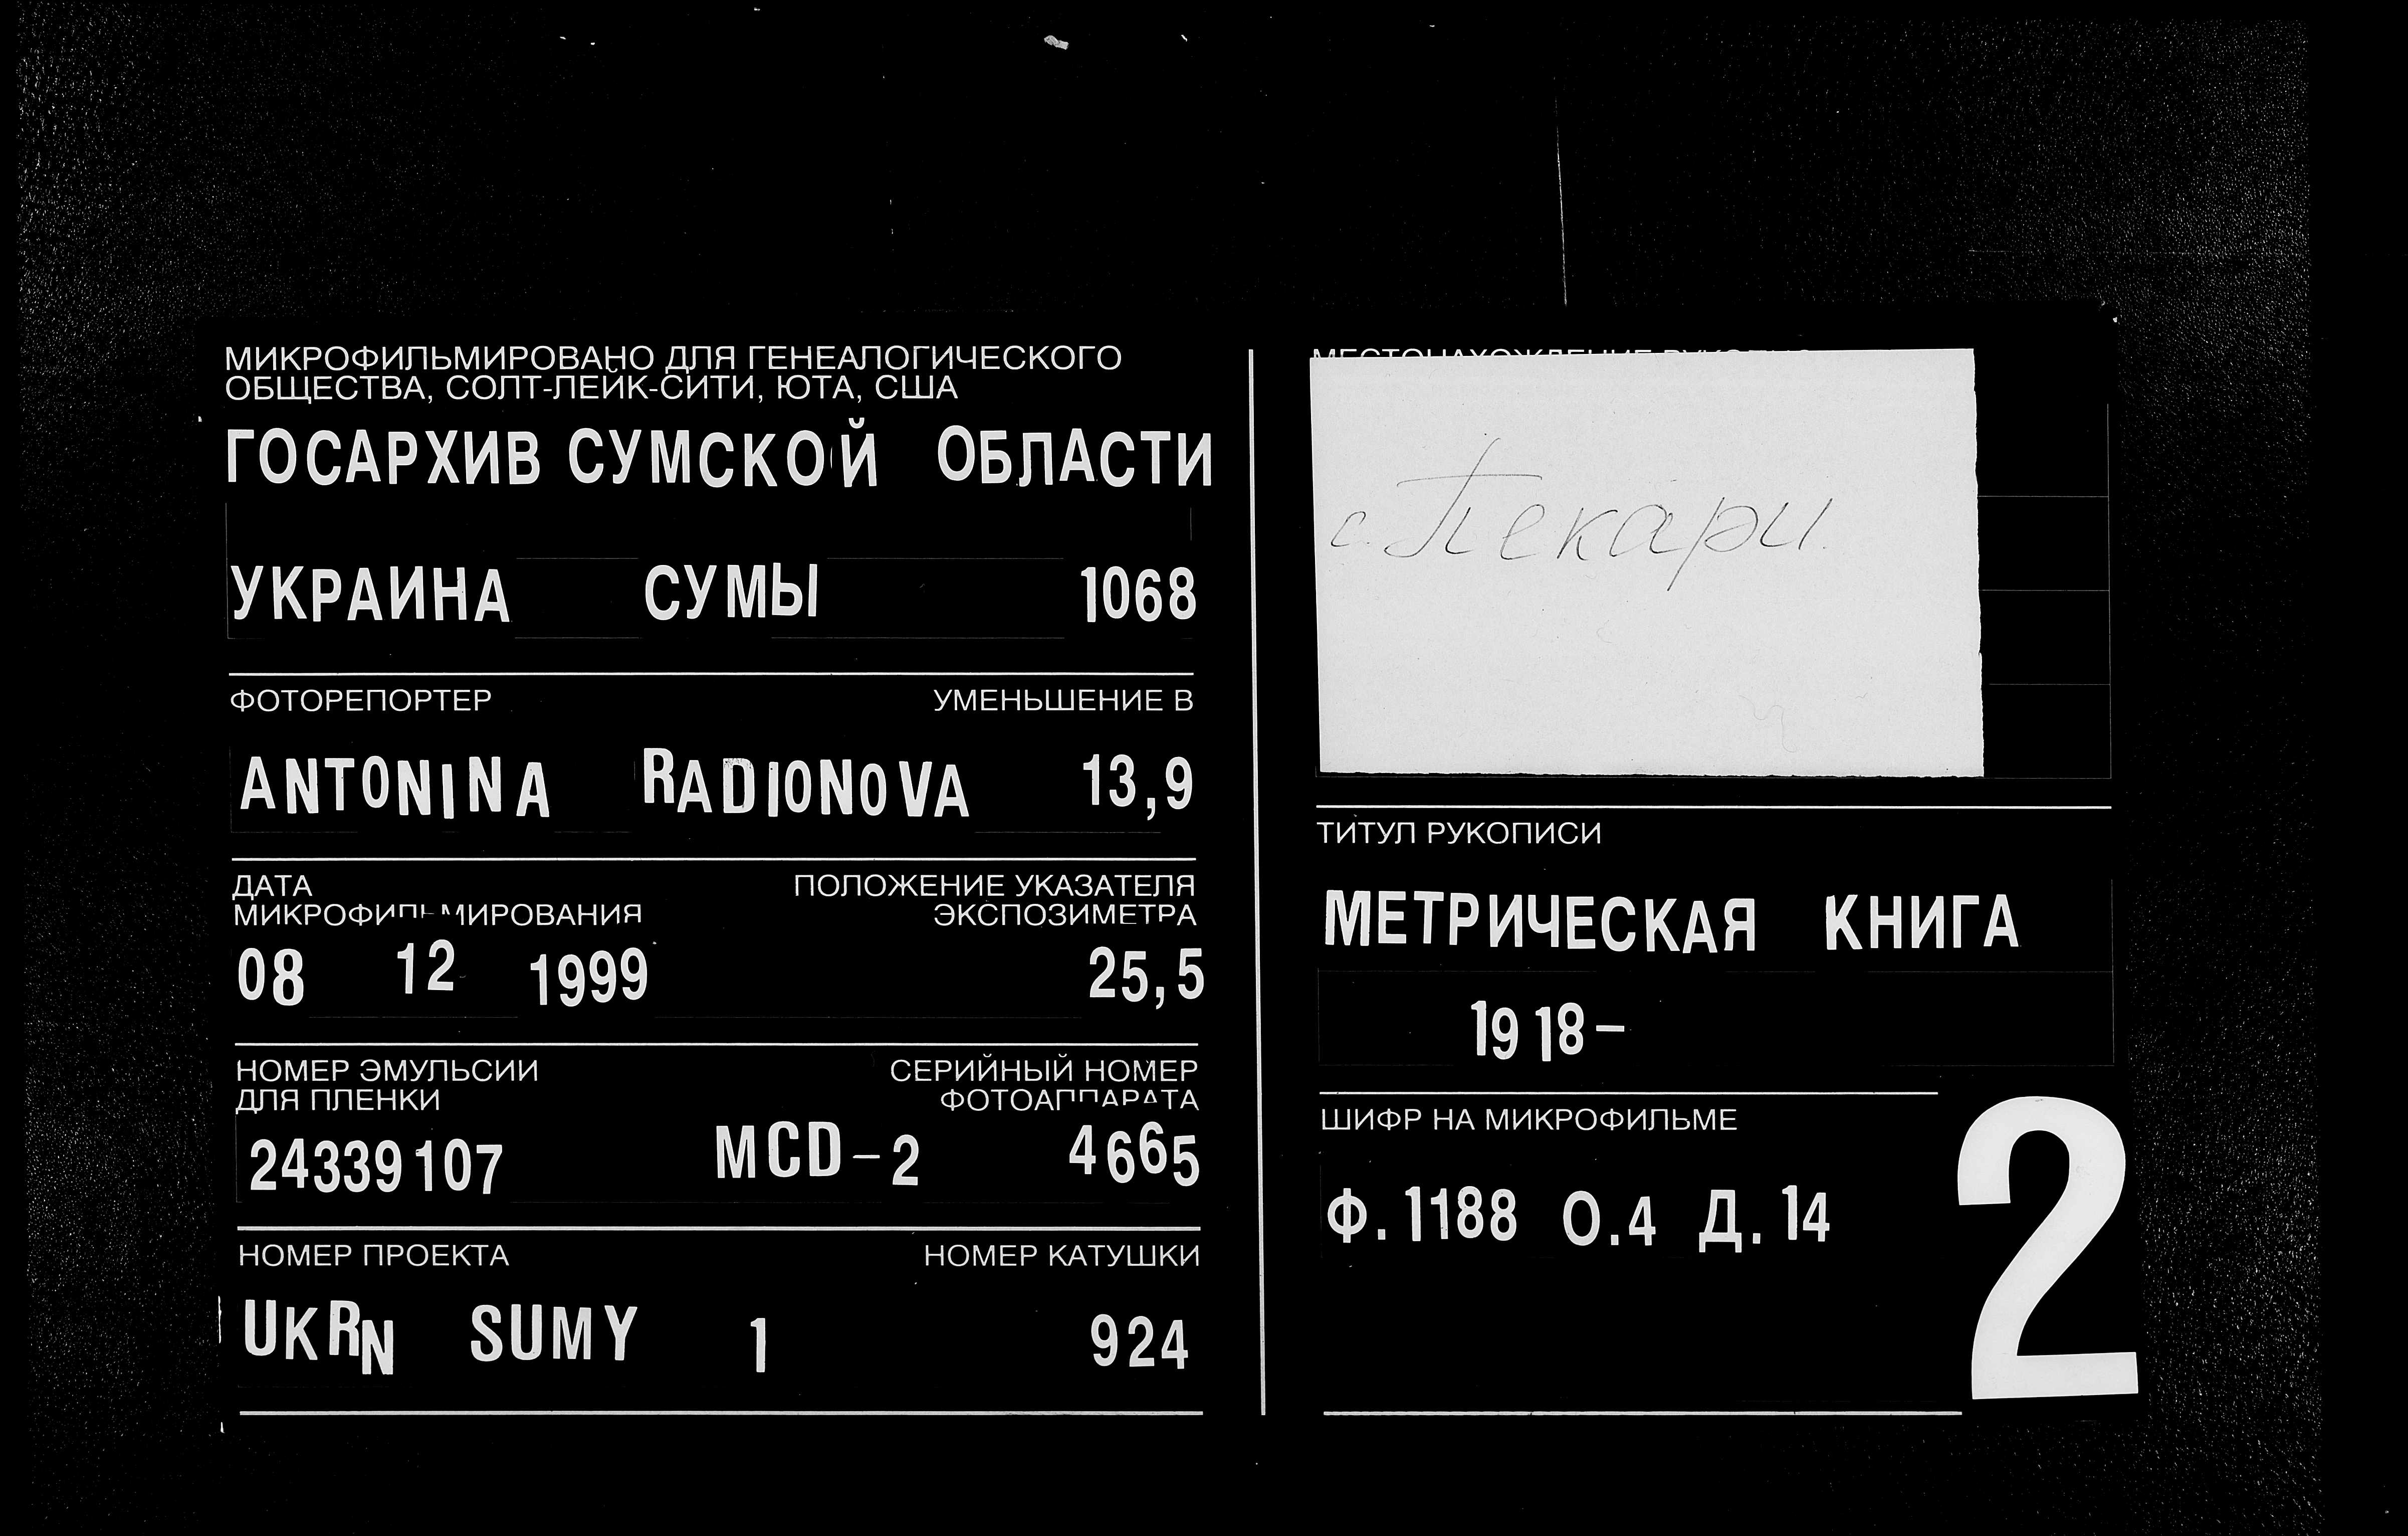 МИКРОФИЛЬМИРОВАНО ДЛЯ ГЕНЕАЛОГИЧЕСКОГО
ОБЩЕСТВА, СОЛТ-ЛЕЙК-СИТИ, ЮТА, США
ГОСАРХИВ СУМСКОЙ ОБЛАСТИ
УКРАИНА СУМЫ 1068
ФОТОРЕПОРТЕР УМЕНЬШЕНИЕ В
ANTONINA RADIONOVA 13,9
ДАТА ПОЛОЖЕНИЕ УКАЗАТЕЛЯ
МИКРОФИЛЬМИРОВАНИЯ ЭКСПОЗИМЕТРА
08 12 1999 25,5
НОМЕР ЭМУЛЬСИИ СЕРИЙНЫЙ НОМЕР
ДЛЯ ПЛЕНКИ ФОТОАППАРАТА
24339107 MCD-2 4665
НОМЕР ПРОЕКТА НОМЕР КАТУШКИ
UKRN SUMY 1 924
МЕСТОНАХОЖДЕНИЕ
с. Пекари.
ТИТУЛ РУКОПИСИ
МЕТРИЧЕСКАЯ КНИГА
1918-
ШИФР НА МИКРОФИЛЬМЕ
Ф. 1188 О.4 Д. 14
2